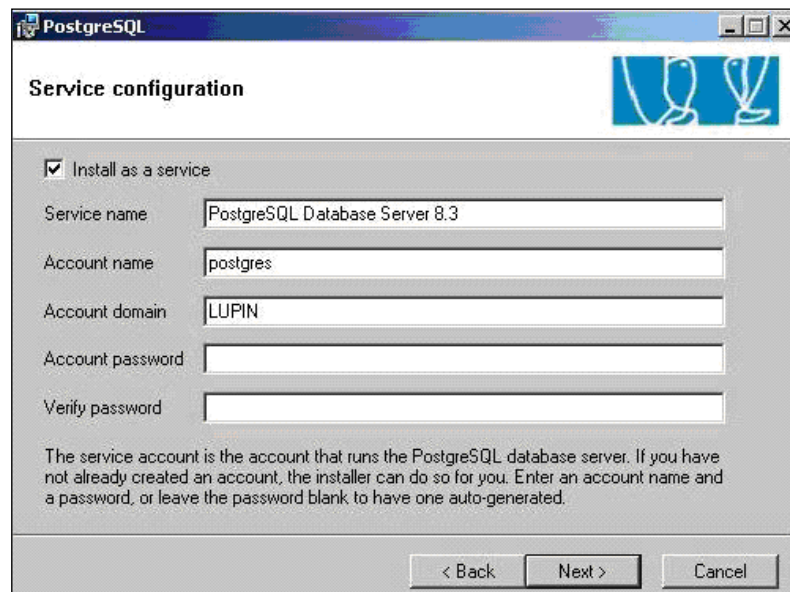 PostgreSQL
Service configuration
Install as a service
Service name PostgreSQL Database Server 8.3
Account name postgres
Account domain LUPIN
Account password
Verify password
The service account is the account that runs the PostgreSQL database server. If you have
not already created an account, the installer can do so for you. Enter an account name and
a password, or leave the password blank to have one auto-generated.
< Back Next > Cancel